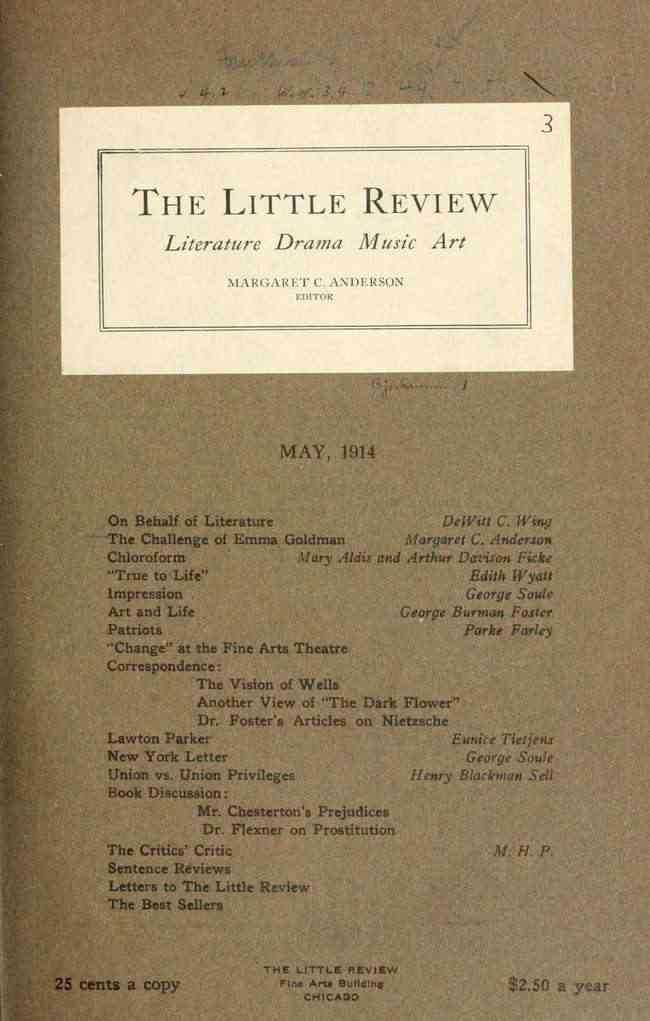 3
THE LITTLE REVIEW
Literature Drama Music Art
MARGARET C. ANDERSON
EDITOR
MAY, 1914
On Behalf of Literature DeWitt C. Wing
The Challenge of Emma Goldman Margaret C. Anderson
Chloroform Mary Aldis and Arthur Davison Ficke
"True to Life" Edith Wyatt
Impression George Soule
Art and Life George Burman Foster
Patriots Parke Farley
"Change" at the Fine Arts Theatre
Correspondence:
The Vision of Wells
Another View of "The Dark Flower"
Dr. Foster's Articles on Nietzsche
Lawton Parker Eunice Tietjens
New York Letter George Soule
Union vs. Union Privileges Henry Blackman Sell
Book Discussion:
Mr. Chesterton's Prejudices
Dr. Flexner on Prostitution
The Critics' Critic M. H. P.
Sentence Reviews
Letters to The Little Review
The Best Sellers
THE LITTLE REVIEW
25 cents a copy Fine Arts Building $2.50 a year
CHICAGO